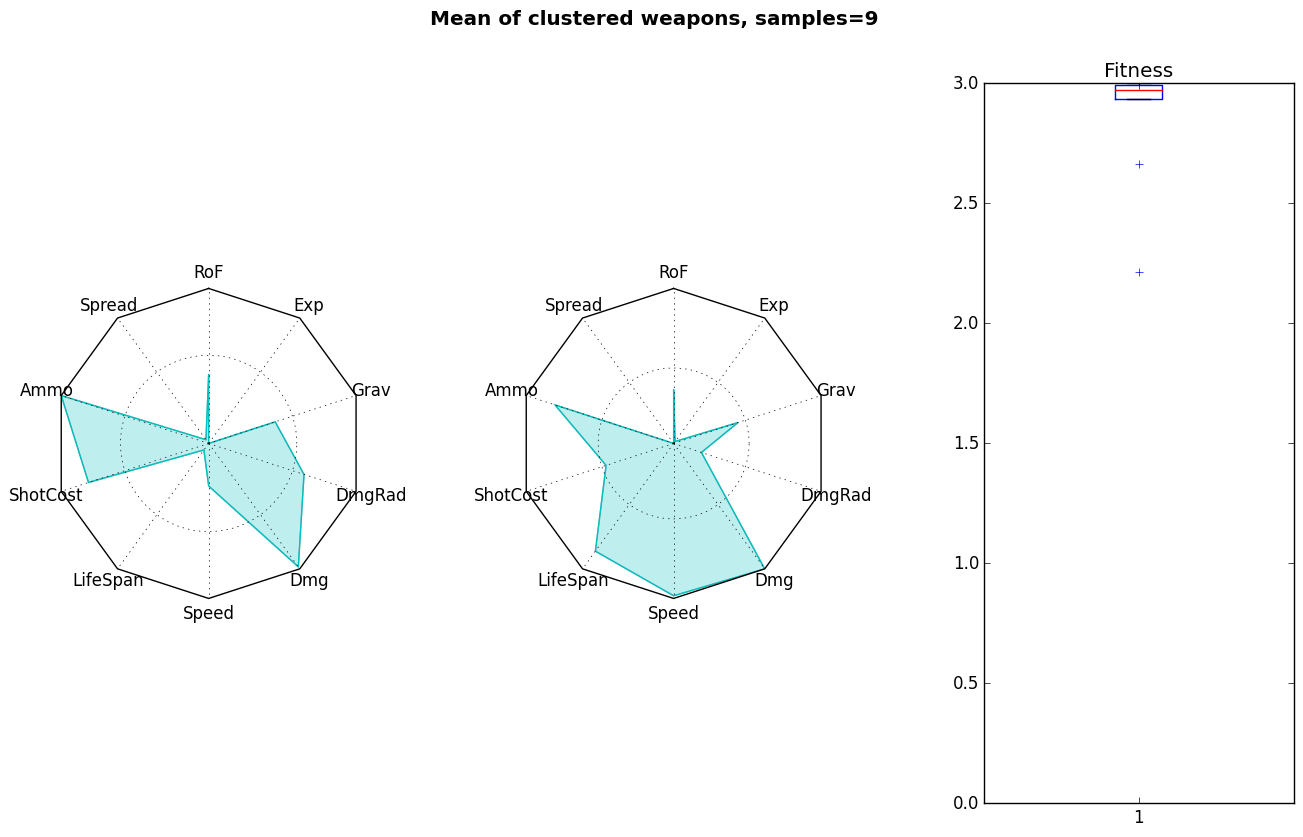 Mean of clustered weapons, samples=9
RoF
Spread
Exp
Ammo
Grav
ShotCost
DmgRad
LifeSpan
Dmg
Speed
RoF
Spread
Exp
Ammo
Grav
ShotCost
DmgRad
LifeSpan
Dmg
Speed
Fitness
3.0
2.5
2.0
1.5
1.0
0.5
0.0
1